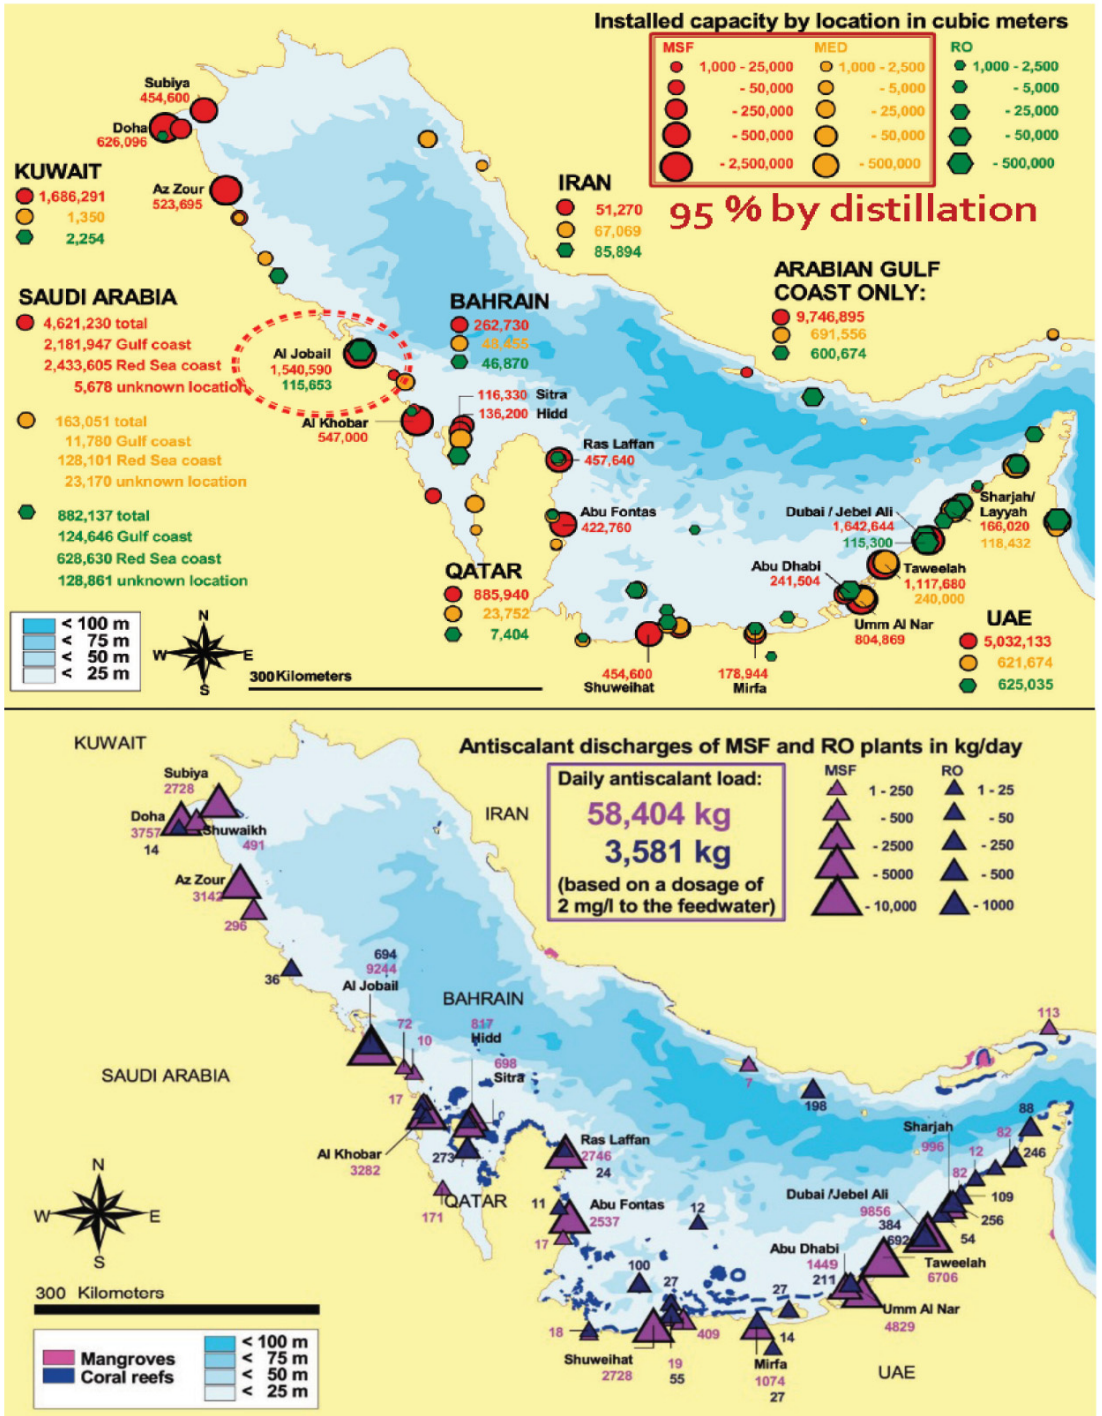 Installed capacity by location in cubic meters
MSF MED RO
1,000 - 25,000 1,000 - 2,500 1,000 - 2,500
- 50,000 - 5,000 - 5,000
- 250,000 - 25,000 - 25,000
- 500,000 - 50,000 - 50,000
- 2,500,000 - 500,000 - 500,000
95 % by distillation
Subiya
454,600
Doha
626,096
KUWAIT
1,686,291
1,350
2,254
Az Zour
523,695
IRAN
51,270
67,069
85,894
ARABIAN GULF
COAST ONLY:
9,746,895
691,556
600,674
SAUDI ARABIA
4,621,230 total
2,181,947 Gulf coast
2,433,605 Red Sea coast
5,678 unknown location
163,051 total
11,780 Gulf coast
128,101 Red Sea coast
23,170 unknown location
882,137 total
124,646 Gulf coast
628,630 Red Sea coast
128,861 unknown location
BAHRAIN
262,730
48,455
46,870
Al Jobail
1,540,590
115,653
116,330 Sitra
136,200 Hidd
Al Khobar
547,000
Ras Laffan
457,640
Abu Fontas
422,760
QATAR
885,940
23,752
7,404
Dubai / Jebel Ali
1,642,644
115,300
Sharjah/
Layyah
166,020
118,432
Abu Dhabi
241,504
Taweelah
1,117,680
240,000
Umm Al Nar
804,869
UAE
5,032,133
621,674
625,035
454,600
Shuweihat
178,944
Mirfa
< 100 m
< 75 m
< 50 m
< 25 m
N
W E
S
300 Kilometers
Antiscalant discharges of MSF and RO plants in kg/day
Daily antiscalant load:
58,404 kg
3,581 kg
(based on a dosage of
2 mg/l to the feedwater)
MSF RO
1 - 250 1 - 25
- 500 - 50
- 2500 - 250
- 5000 - 500
- 10,000 - 1000
KUWAIT
Subiya
2728
Doha
3757
14
Shuwaikh
491
IRAN
Az Zour
3142
296
36
694
9244
Al Jobail
BAHRAIN
817
Hidd
72
10
698
Sitra
SAUDI ARABIA
17
Al Khobar
3282
273
QATAR
171
Ras Laffan
2746
24
11
Abu Fontas
2537
17
12
7
198
113
88
Sharjah
996
82
12
82
246
109
256
54
Dubai /Jebel Ali
9856
384
692
Abu Dhabi
1449
211
Taweelah
6706
Umm Al Nar
4829
100
27
27
18
409
Shuweihat
2728
19
55
14
Mirfa
1074
27
UAE
N
W E
S
300 Kilometers
Mangroves
Coral reefs
< 100 m
< 75 m
< 50 m
< 25 m